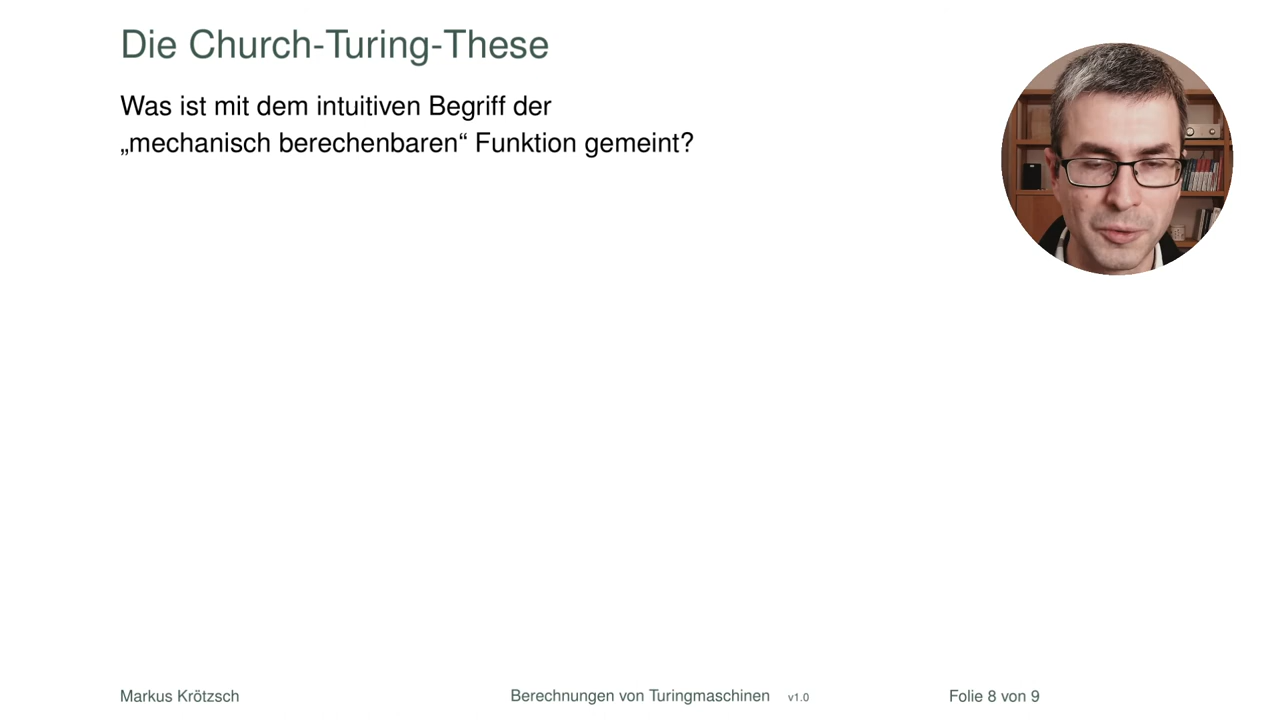 Die Church-Turing-These
Was ist mit dem intuitiven Begriff der
„mechanisch berechenbaren“ Funktion gemeint?
Markus Krötzsch
Berechnungen von Turingmaschinen v1.0
Folie 8 von 9